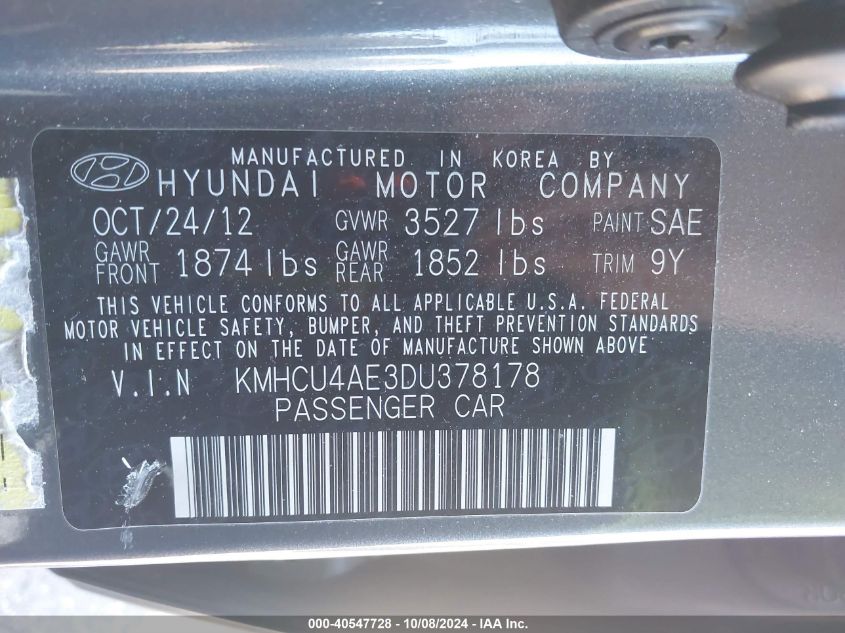 MANUFACTURED IN KOREA BY
HYUNDAI MOTOR COMPANY
OCT/24/12 GVWR 3527 lbs PAINT SAE
GAWR FRONT 1874 lbs GAWR REAR 1852 lbs TRIM 9Y
THIS VEHICLE CONFORMS TO ALL APPLICABLE U.S.A. FEDERAL
MOTOR VEHICLE SAFETY, BUMPER, AND THEFT PREVENTION STANDARDS
IN EFFECT ON THE DATE OF MANUFACTURE SHOWN ABOVE
V.I.N KMHCU4AE3DU378178
PASSENGER CAR
000-40547728 - 10/08/2024 - IAA Inc.